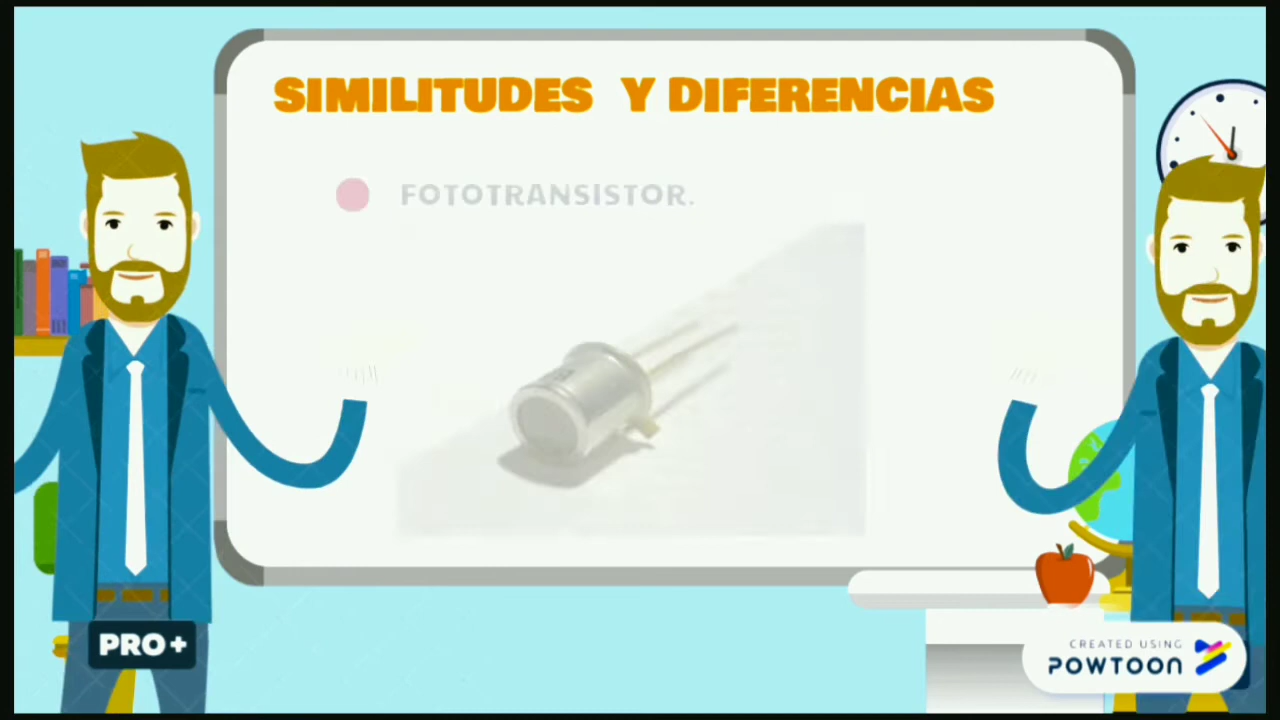 SIMILITUDES Y DIFERENCIAS
FOTOTRANSISTOR.
PRO+
CREATED USING
POWTOON